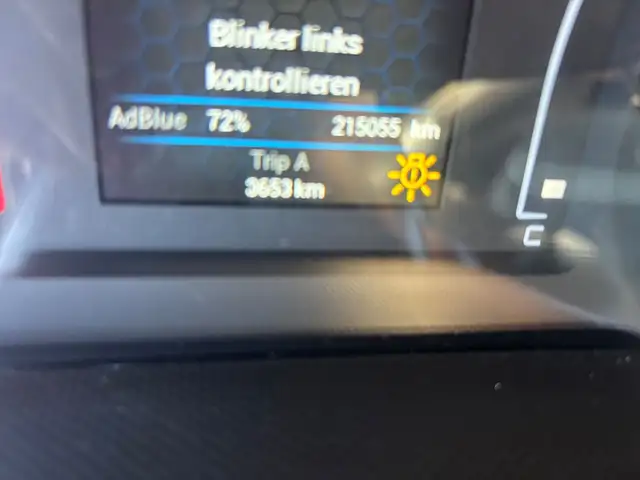 Blinker links
kontrollieren
AdBlue 72% 215055 km
Trip A
3653 km
C